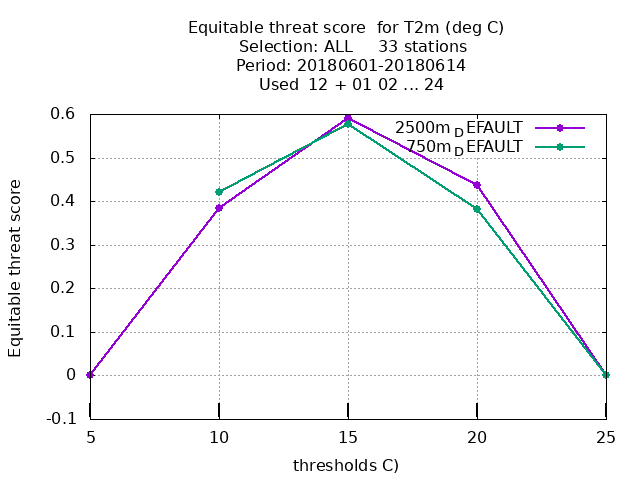 Equitable threat score  for T2m (deg C)
Selection: ALL     33 stations
Period: 20180601-20180614
Used  12 + 01 02 ... 24
2500m_DEFAULT
750m_DEFAULT
Equitable threat score
0.6
0.5
0.4
0.3
0.2
0.1
0
-0.1
5 10 15 20 25
thresholds C)